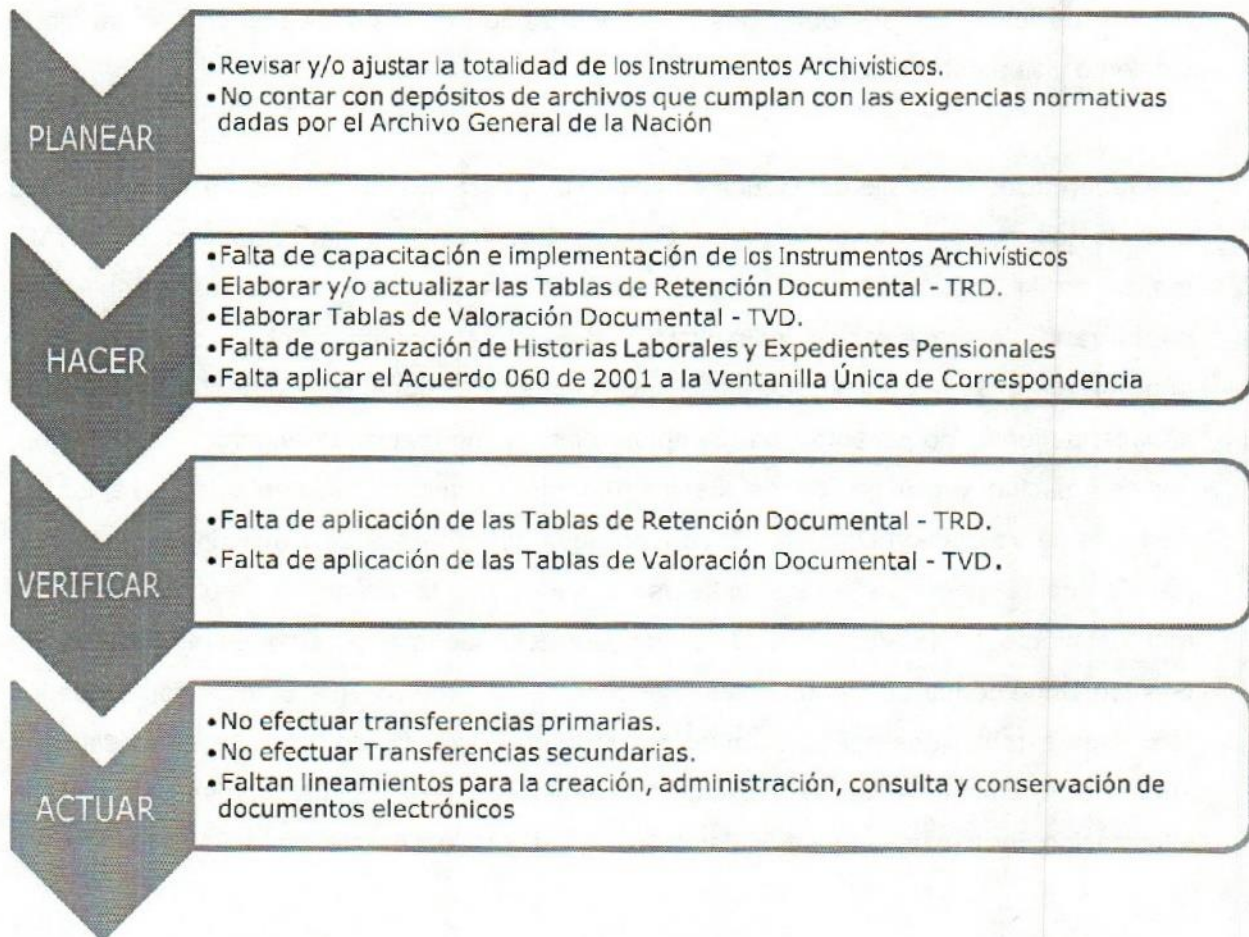 PLANEAR
•Revisar y/o ajustar la totalidad de los Instrumentos Archivísticos.
•No contar con depósitos de archivos que cumplan con las exigencias normativas
dadas por el Archivo General de la Nación
HACER
•Falta de capacitación e implementación de los Instrumentos Archivísticos
•Elaborar y/o actualizar las Tablas de Retención Documental - TRD.
•Elaborar Tablas de Valoración Documental - TVD.
•Falta de organización de Historias Laborales y Expedientes Pensionales
•Falta aplicar el Acuerdo 060 de 2001 a la Ventanilla Única de Correspondencia
VERIFICAR
•Falta de aplicación de las Tablas de Retención Documental - TRD.
•Falta de aplicación de las Tablas de Valoración Documental - TVD.
ACTUAR
•No efectuar transferencias primarias.
•No efectuar Transferencias secundarias.
•Faltan lineamientos para la creación, administración, consulta y conservación de
documentos electrónicos